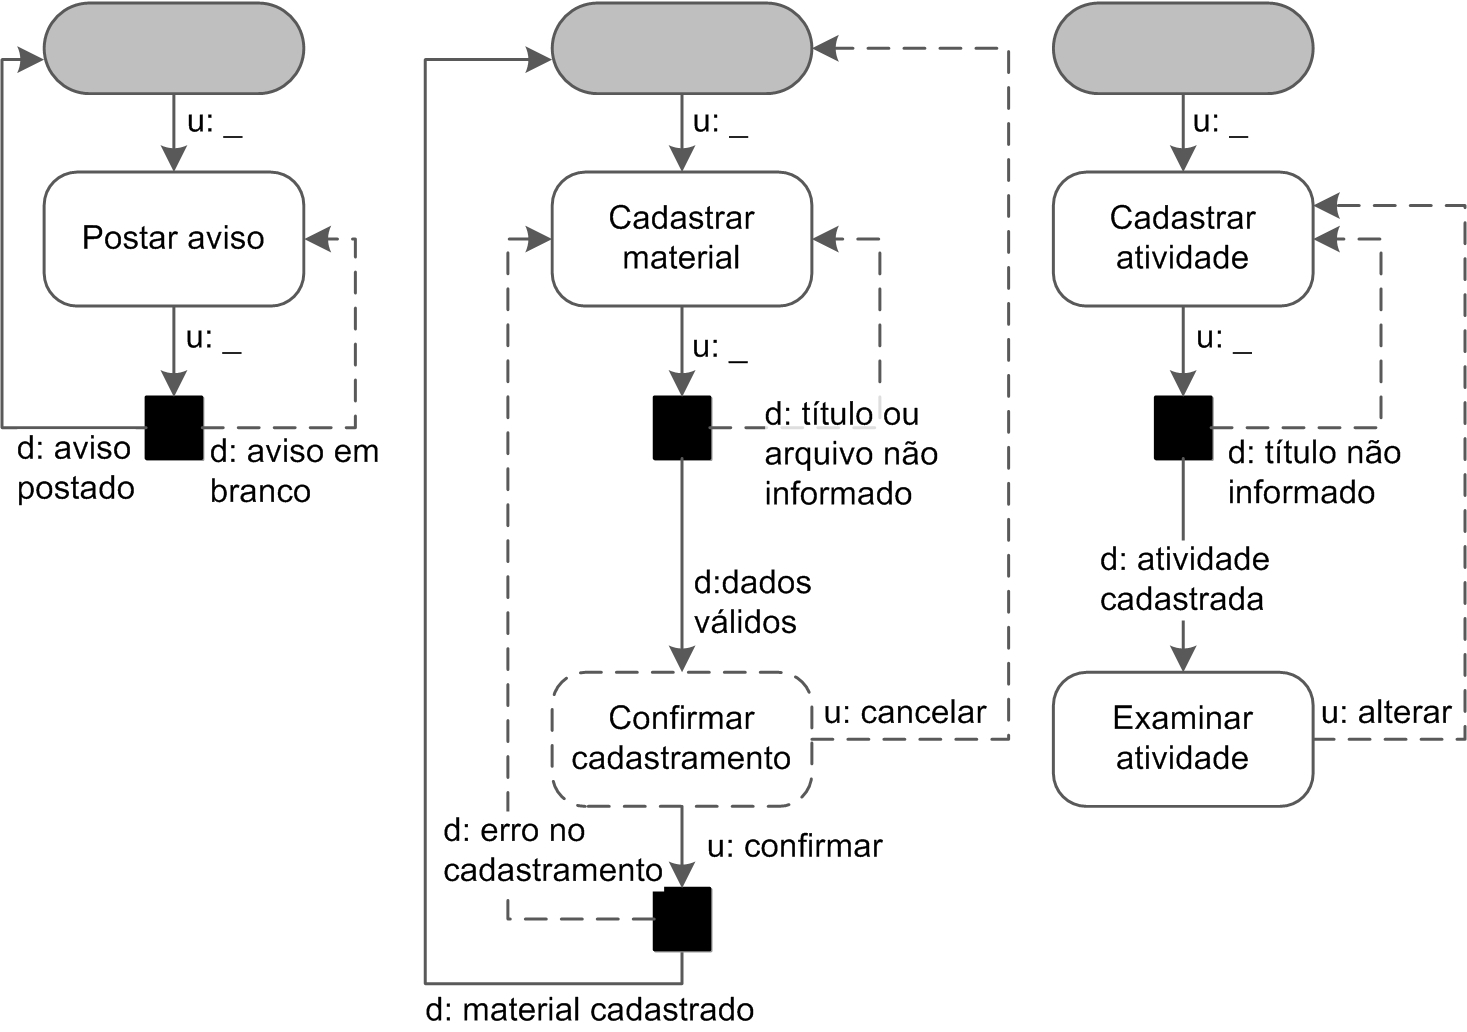 u: _
Postar aviso
u: _
d: aviso
postado
d: aviso em
branco
u: _
Cadastrar
material
u: _
d: título ou
arquivo não
informado
d:dados
válidos
Confirmar
cadastramento
u: cancelar
d: erro no
cadastramento
u: confirmar
d: material cadastrado
u: _
Cadastrar
atividade
u: _
d: título não
informado
d: atividade
cadastrada
Examinar
atividade
u: alterar